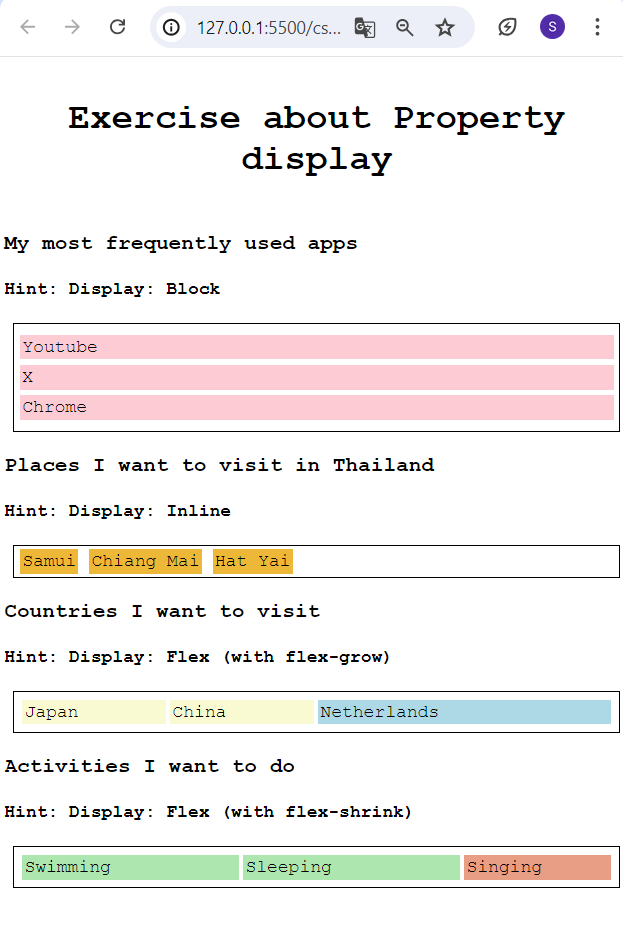 127.0.0.1:5500/cs...
S
Exercise about Property
display
My most frequently used apps
Hint: Display: Block
Youtube
X
Chrome
Places I want to visit in Thailand
Hint: Display: Inline
Samui Chiang Mai Hat Yai
Countries I want to visit
Hint: Display: Flex (with flex-grow)
Japan China Netherlands
Activities I want to do
Hint: Display: Flex (with flex-shrink)
Swimming Sleeping Singing